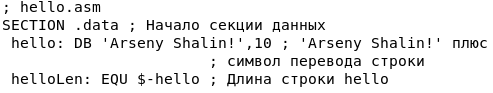 ; hello.asm
SECTION .data ; Начало секции данных
hello: DB 'Arseny Shalin!',10 ; 'Arseny Shalin!' плюс
; символ перевода строки
helloLen: EQU $-hello ; Длина строки hello